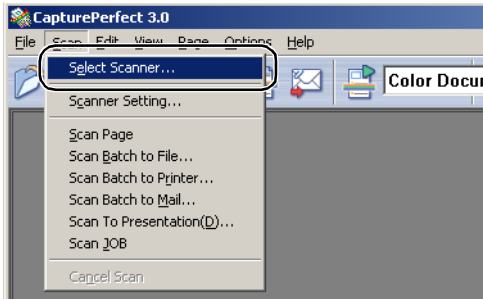 CapturePerfect 3.0
File Scan Edit View Page Options Help
Select Scanner...
Color Docu
Scanner Setting...
Scan Page
Scan Batch to File...
Scan Batch to Printer...
Scan Batch to Mail...
Scan To Presentation(D)...
Scan JOB
Cancel Scan